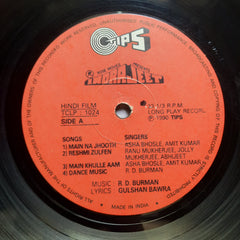 TIPS
INDRAJEET
HINDI FILM
TCLP : 1024
SIDE A
33 1/3 R.P.M.
LONG PLAY RECORD
℗ 1990 TIPS
SONGS
SINGERS
1) MAIN NA JHOOTH
ASHA BHOSLE, AMIT KUMAR
2) RESHMI ZULFEN
RANU MUKHERJEE, JOLLY
MUKHERJEE, ABHIJEET
3) MAIN KHULLE AAM
ASHA BHOSLE, AMIT KUMAR
4) DANCE MUSIC
R. D. BURMAN
MUSIC : R. D. BURMAN
LYRICS : GULSHAN BAWRA
MADE IN INDIA